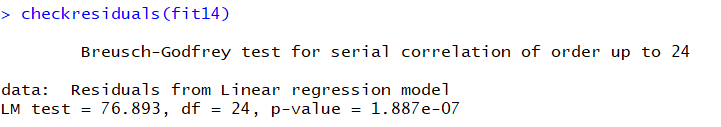 > checkresiduals(fit14)
Breusch-Godfrey test for serial correlation of order up to 24
data:  Residuals from Linear regression model
LM test = 76.893, df = 24, p-value = 1.887e-07